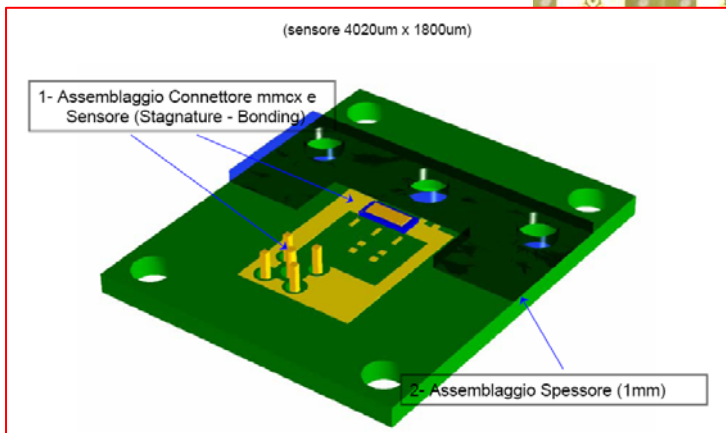 (sensore 4020um x 1800um)
1- Assemblaggio Connettore mmcx e
Sensore (Stagnature - Bonding)
2- Assemblaggio Spessore (1mm)